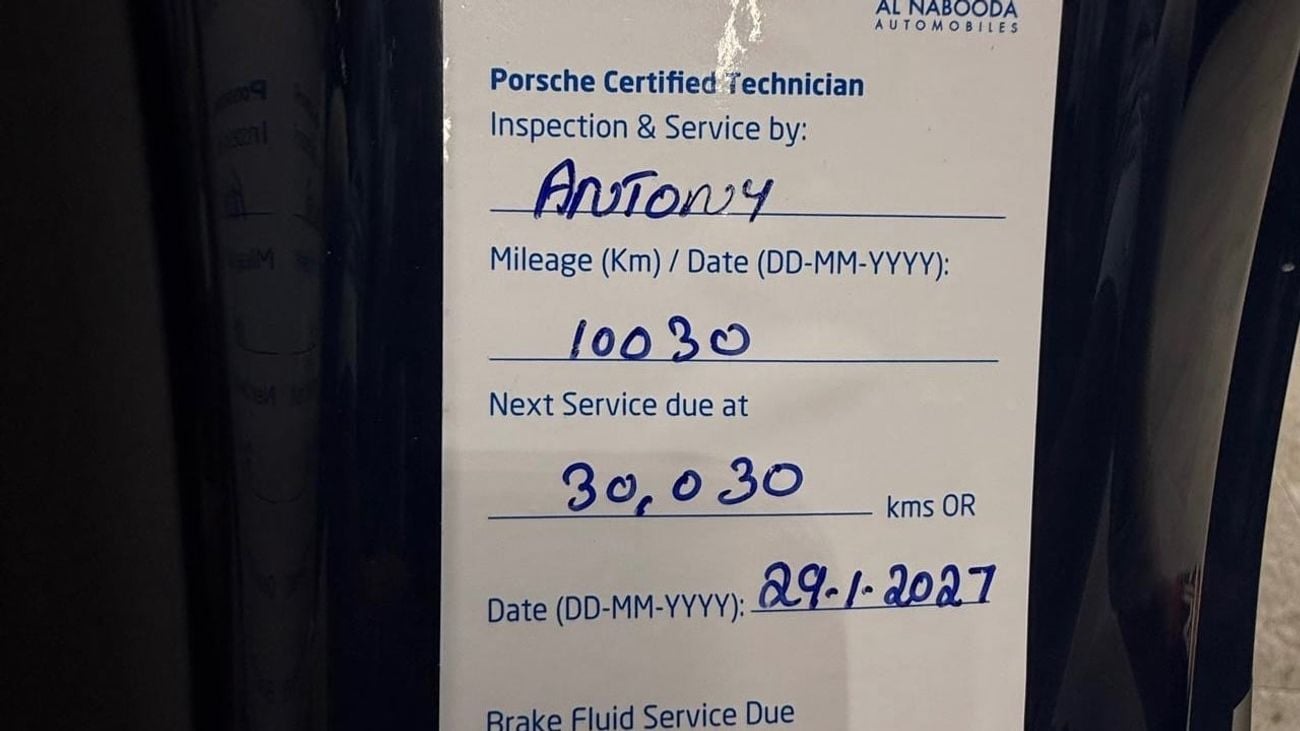 AL NABOODA
AUTOMOBILES
Porsche Certified Technician
Inspection & Service by:
ANTONY
Mileage (Km) / Date (DD-MM-YYYY):
10030
Next Service due at
30,030 kms OR
Date (DD-MM-YYYY): 29-1-2027
Brake Fluid Service Due